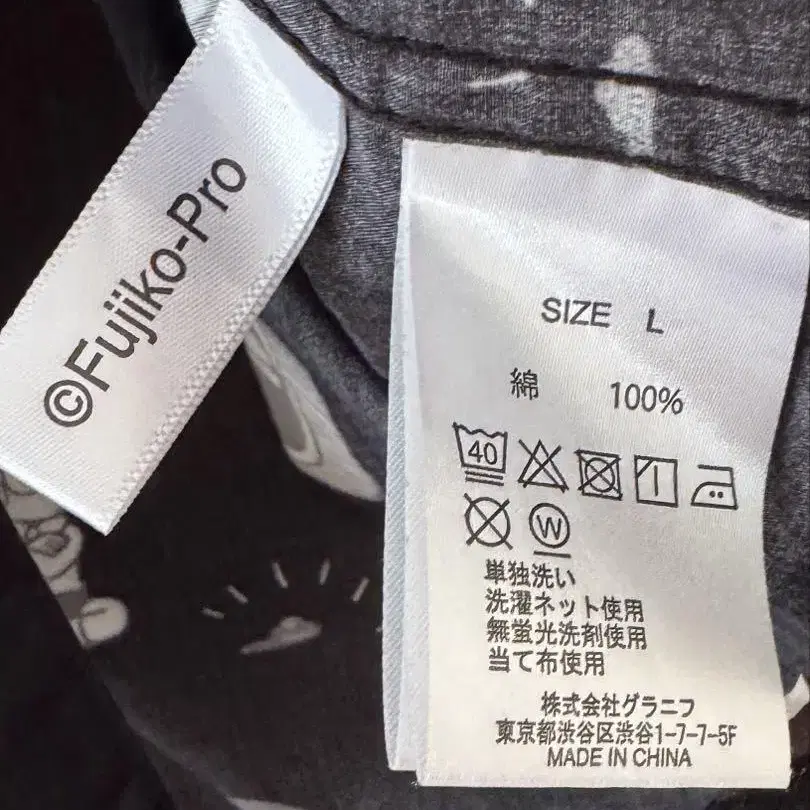 ©Fujiko-Pro
SIZE L
綿 100%
40
W
単独洗い
洗濯ネット使用
無蛍光洗剤使用
当て布使用
株式会社グラニフ
東京都渋谷区渋谷1-7-7-5F
MADE IN CHINA